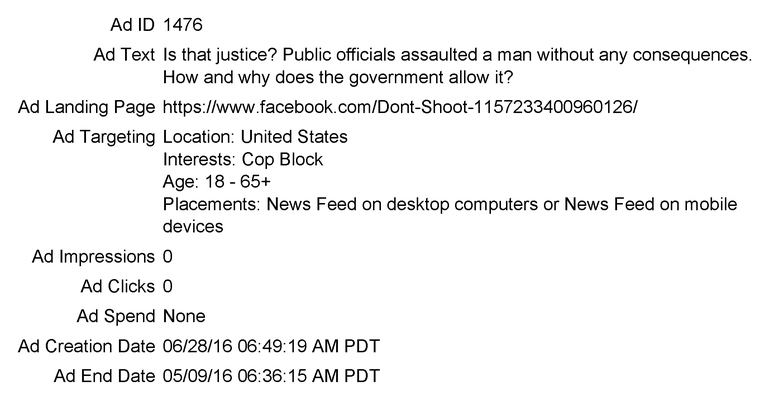 Ad ID 1476
Ad Text Is that justice? Public officials assaulted a man without any consequences.
How and why does the government allow it?
Ad Landing Page https://www.facebook.com/Dont-Shoot-1157233400960126/
Ad Targeting Location: United States
Interests: Cop Block
Age: 18 - 65+
Placements: News Feed on desktop computers or News Feed on mobile
devices
Ad Impressions 0
Ad Clicks 0
Ad Spend None
Ad Creation Date 06/28/16 06:49:19 AM PDT
Ad End Date 05/09/16 06:36:15 AM PDT